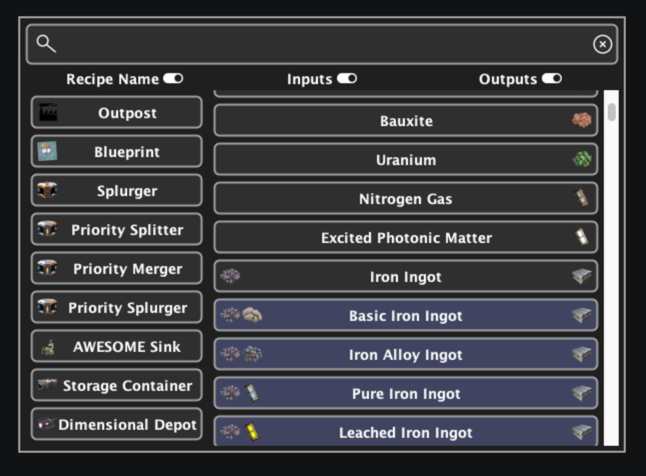 Recipe Name
Inputs
Outputs
Outpost
Blueprint
Splurger
Priority Splitter
Priority Merger
Priority Splurger
AWESOME Sink
Storage Container
Dimensional Depot
Bauxite
Uranium
Nitrogen Gas
Excited Photonic Matter
Iron Ingot
Basic Iron Ingot
Iron Alloy Ingot
Pure Iron Ingot
Leached Iron Ingot